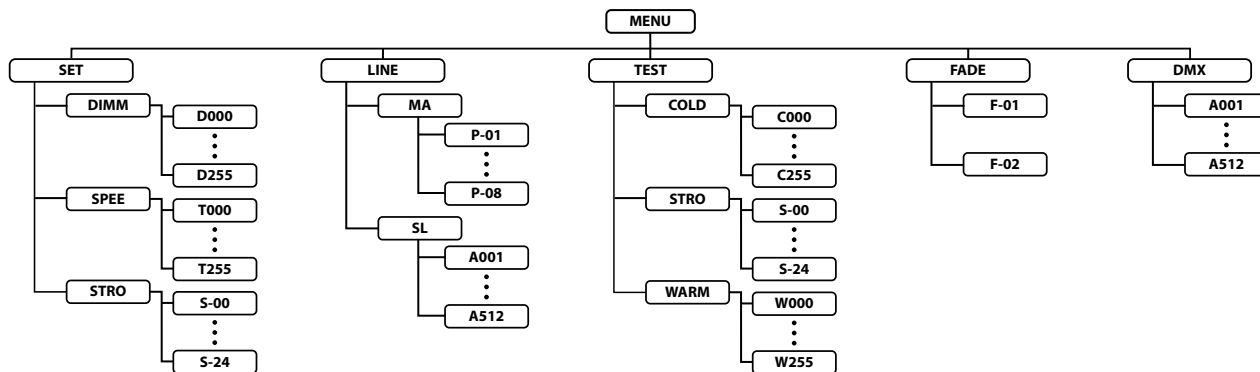 MENU
SET
DIMM
D000
D255
SPEE
T000
T255
STRO
S-00
S-24
LINE
MA
P-01
P-08
SL
A001
A512
TEST
COLD
C000
C255
STRO
S-00
S-24
WARM
W000
W255
FADE
F-01
F-02
DMX
A001
A512